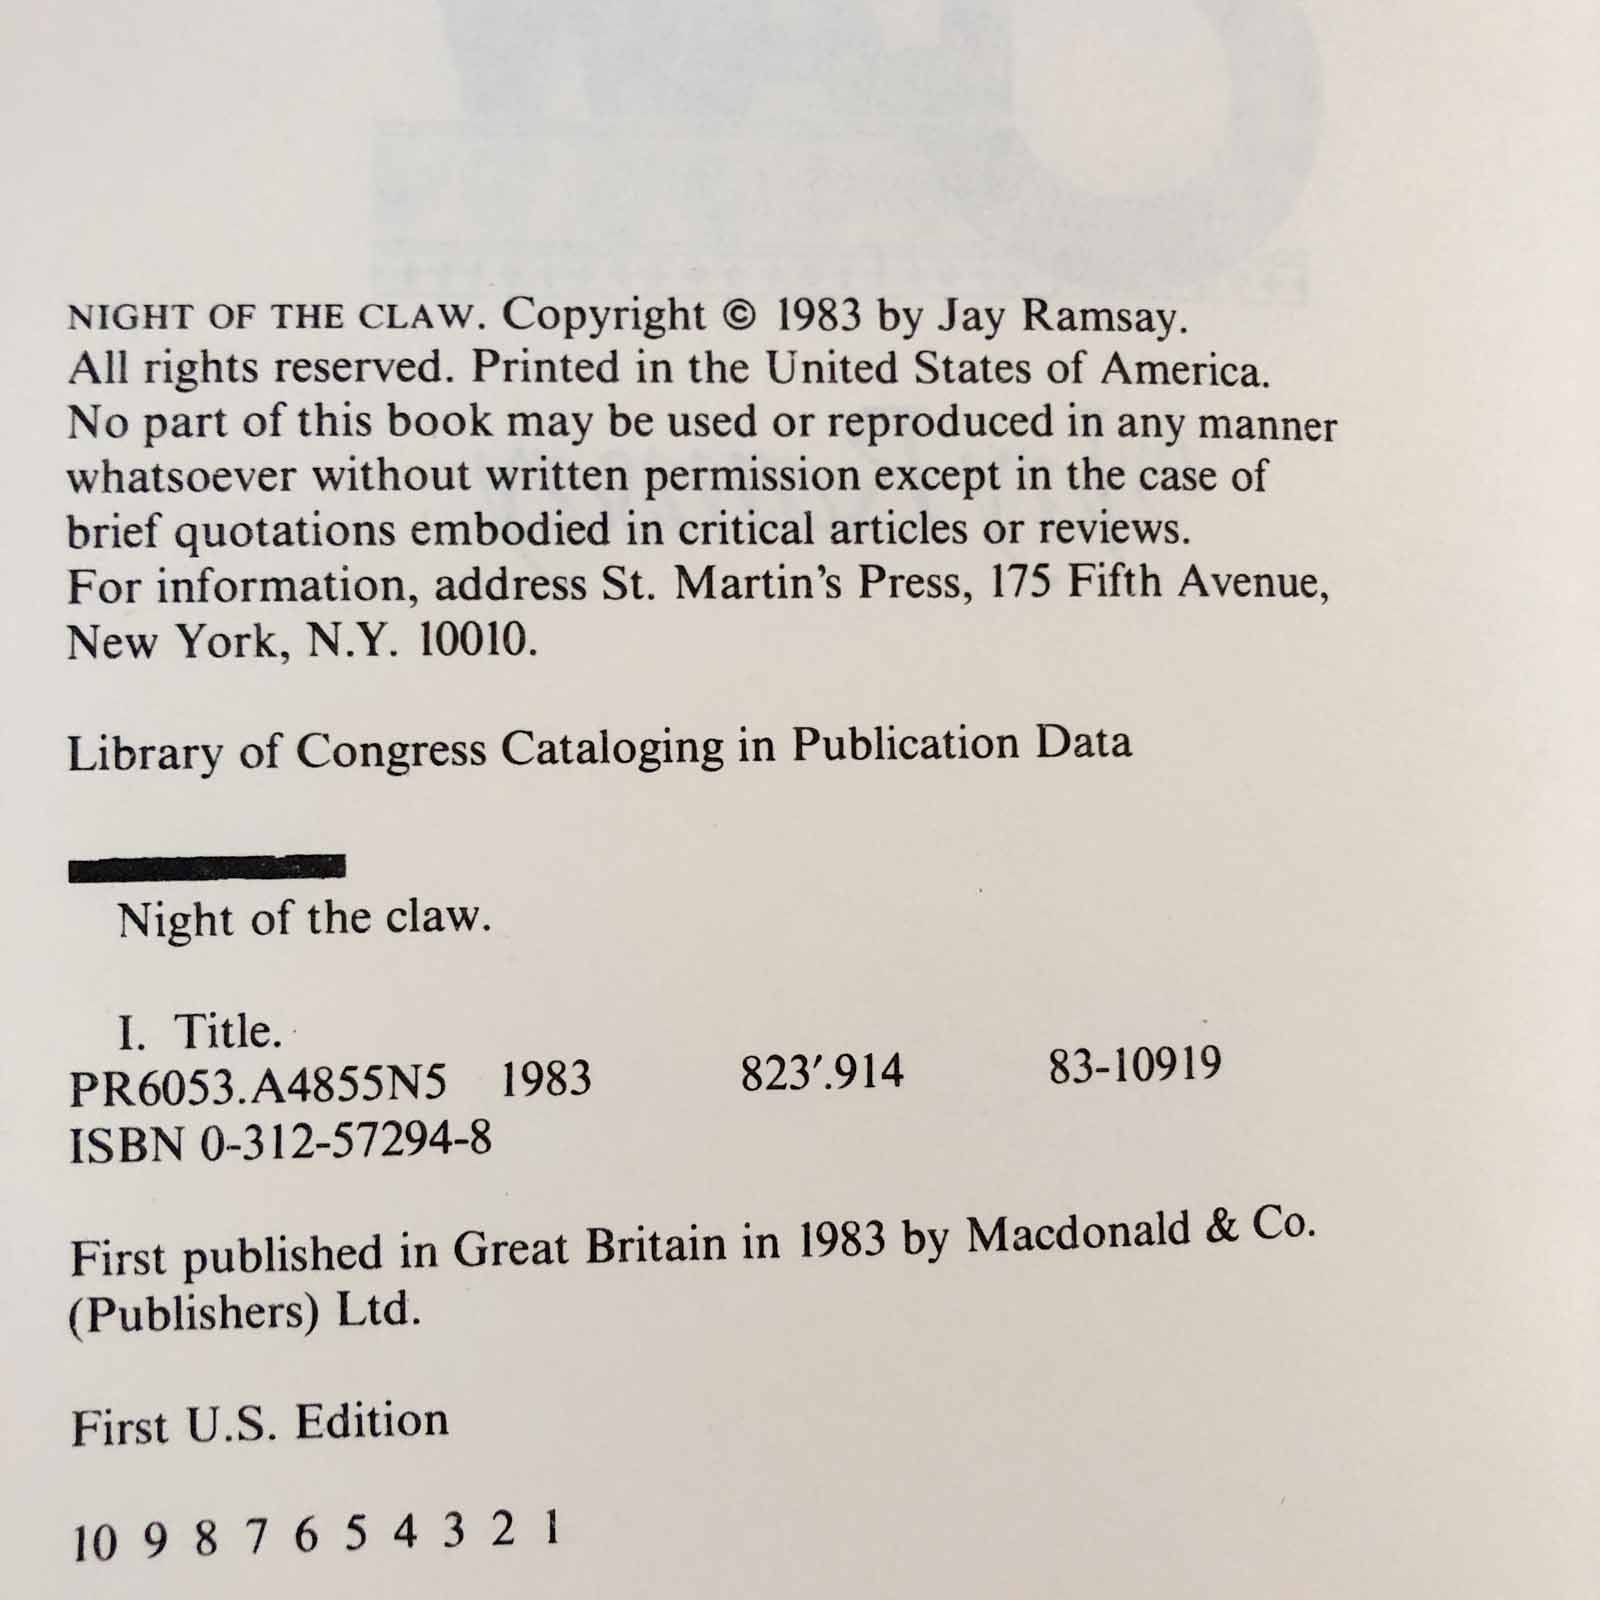 NIGHT OF THE CLAW. Copyright © 1983 by Jay Ramsay.
All rights reserved. Printed in the United States of America.
No part of this book may be used or reproduced in any manner
whatsoever without written permission except in the case of
brief quotations embodied in critical articles or reviews.
For information, address St. Martin's Press, 175 Fifth Avenue,
New York, N.Y. 10010.
Library of Congress Cataloging in Publication Data
Night of the claw.
I. Title.
PR6053.A4855N5 1983 823′.914 83-10919
ISBN 0-312-57294-8
First published in Great Britain in 1983 by Macdonald & Co.
(Publishers) Ltd.
First U.S. Edition
10 9 8 7 6 5 4 3 2 1